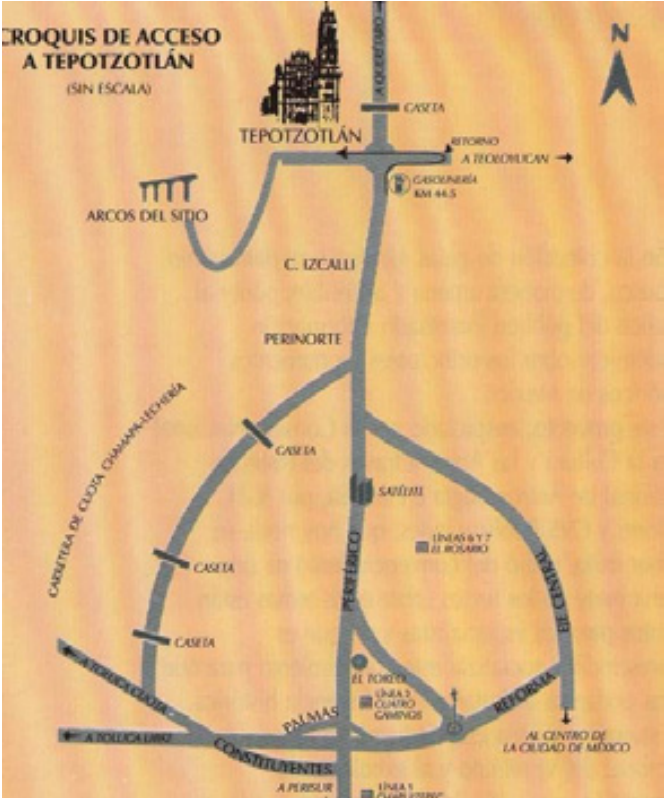 CROQUIS DE ACCESO
A TEPOTZOTLÁN
(SIN ESCALA)
N
A QUERÉTARO
CASETA
TEPOTZOTLÁN
RETORNO
A TEOLOYUCAN
GASOLINERÍA
KM 44.5
ARCOS DEL SITIO
C. IZCALLI
PERINORTE
CARRETERA DE CUOTA CHAMAPA-LECHERÍA
CASETA
SATÉLITE
LÍNEAS 6 Y 7
EL ROSARIO
PERIFÉRICO
EJE CENTRAL
CASETA
CASETA
A TOLUCA CUOTA
EL TOREO
LÍNEA 2
CUATRO
CAMINOS
REFORMA
PALMAS
A TOLUCA LIBRE
CONSTITUYENTES
AL CENTRO DE
LA CIUDAD DE MÉXICO
A PERISUR
LÍNEA 1